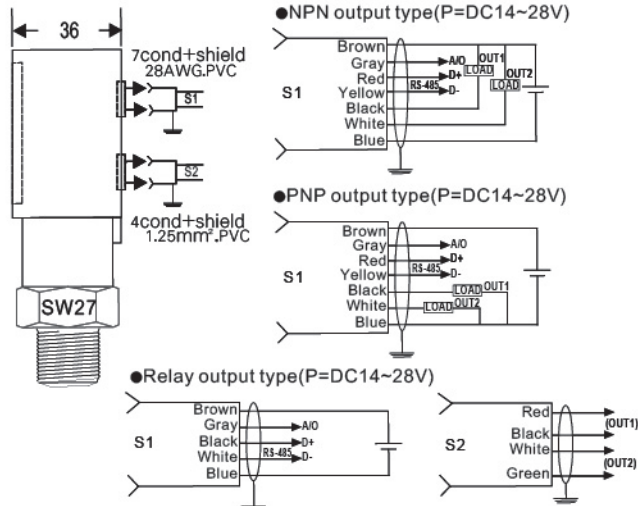 36
7cond+shield
28AWG.PVC
S1
S2
4cond+shield
1.25mm².PVC
SW27
●NPN output type(P=DC14~28V)
S1
Brown
Gray
Red
Yellow
Black
White
Blue
A/O
D+
RS-485
D-
OUT1
LOAD
OUT2
LOAD
●PNP output type(P=DC14~28V)
S1
Brown
Gray
Red
Yellow
Black
White
Blue
A/O
D+
RS-485
D-
LOAD OUT1
LOAD OUT2
●Relay output type(P=DC14~28V)
S1
Brown
Gray
Black
White
Blue
A/O
D+
RS-485
D-
S2
Red
Black
White
Green
(OUT1)
(OUT2)